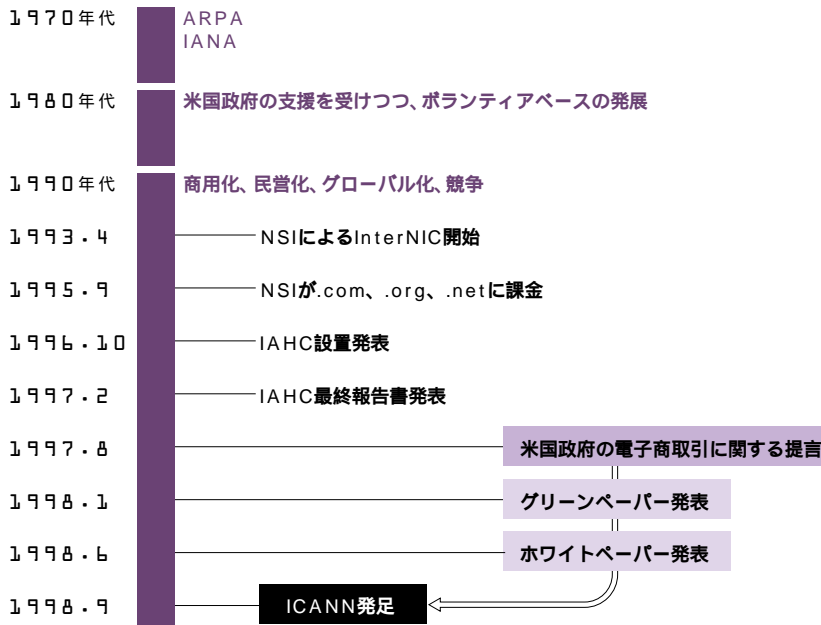 1970年代 ARPA
IANA
1980年代 米国政府の支援を受けつつ、ボランティアベースの発展
1990年代 商用化、民営化、グローバル化、競争
1993.4 NSIによるInterNIC開始
1995.9 NSIが.com、.org、.netに課金
1996.10 IAHC設置発表
1997.2 IAHC最終報告書発表
1997.8 米国政府の電子商取引に関する提言
1998.1 グリーンペーパー発表
1998.6 ホワイトペーパー発表
1998.9 ICANN発足